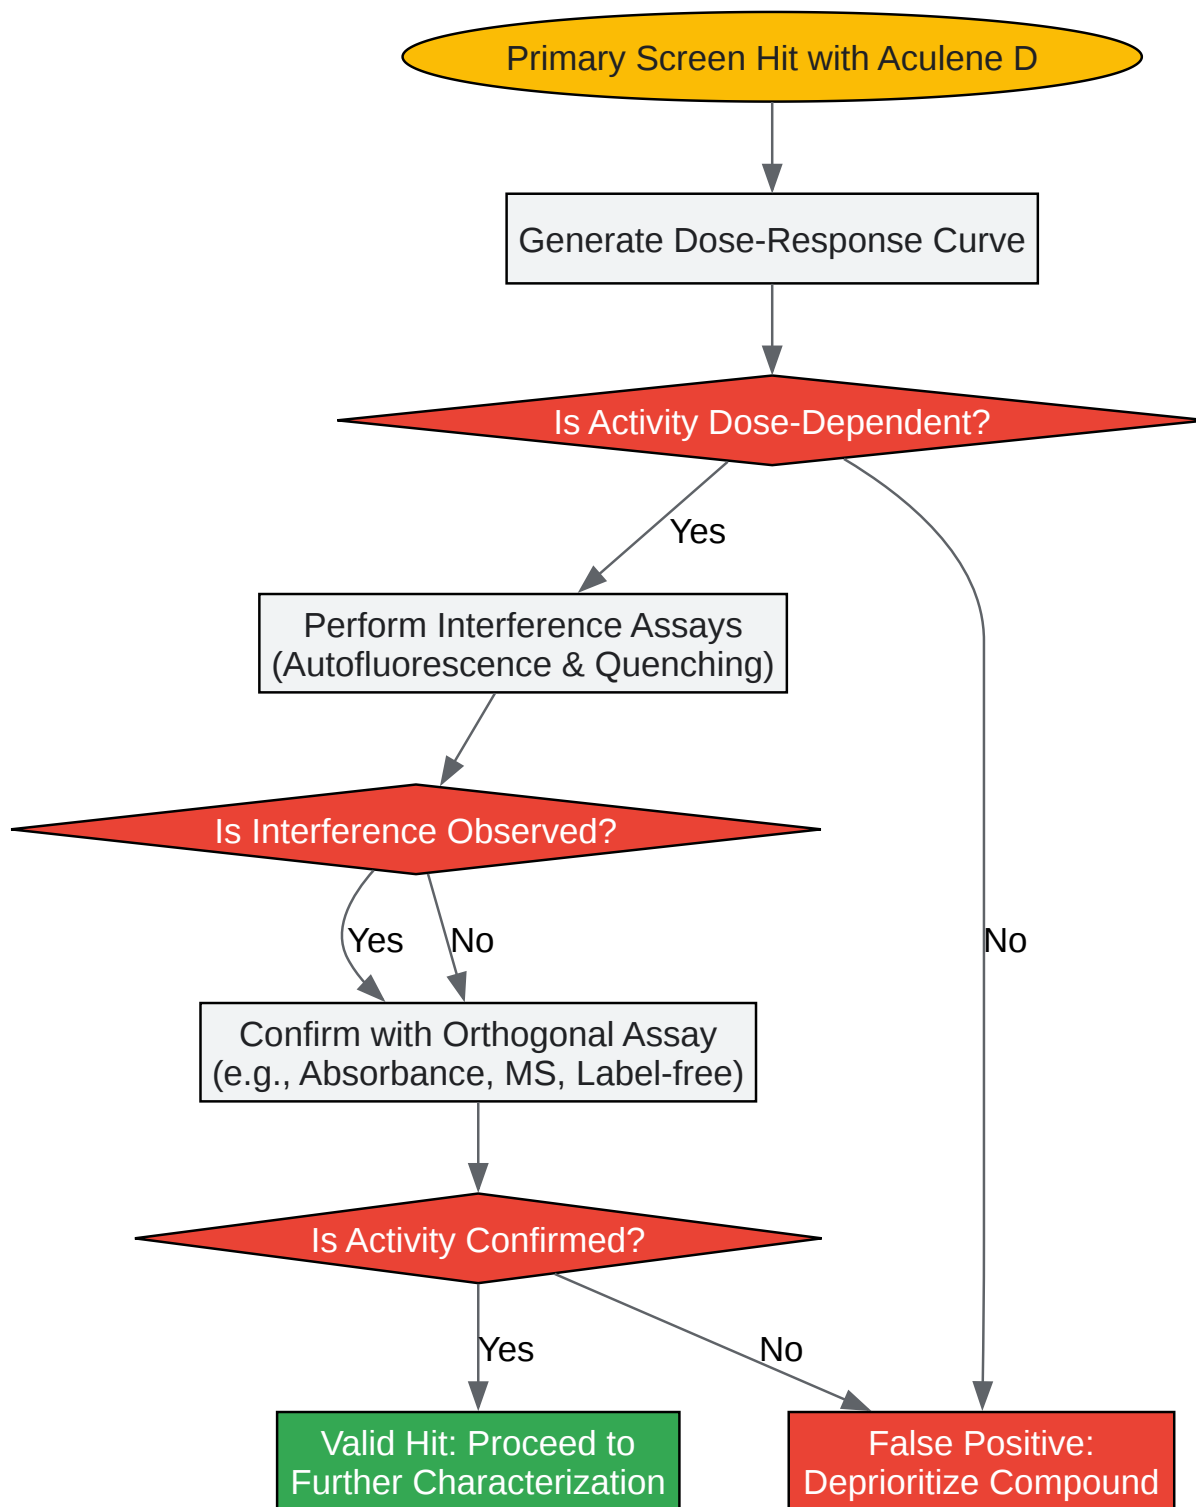 Primary Screen Hit with Aculene D
Generate Dose-Response Curve
Is Activity Dose-Dependent?
Yes
Perform Interference Assays
(Autofluorescence & Quenching)
Is Interference Observed?
Yes
No
No
Confirm with Orthogonal Assay
(e.g., Absorbance, MS, Label-free)
Is Activity Confirmed?
Yes
No
Valid Hit: Proceed to
Further Characterization
False Positive:
Deprioritize Compound